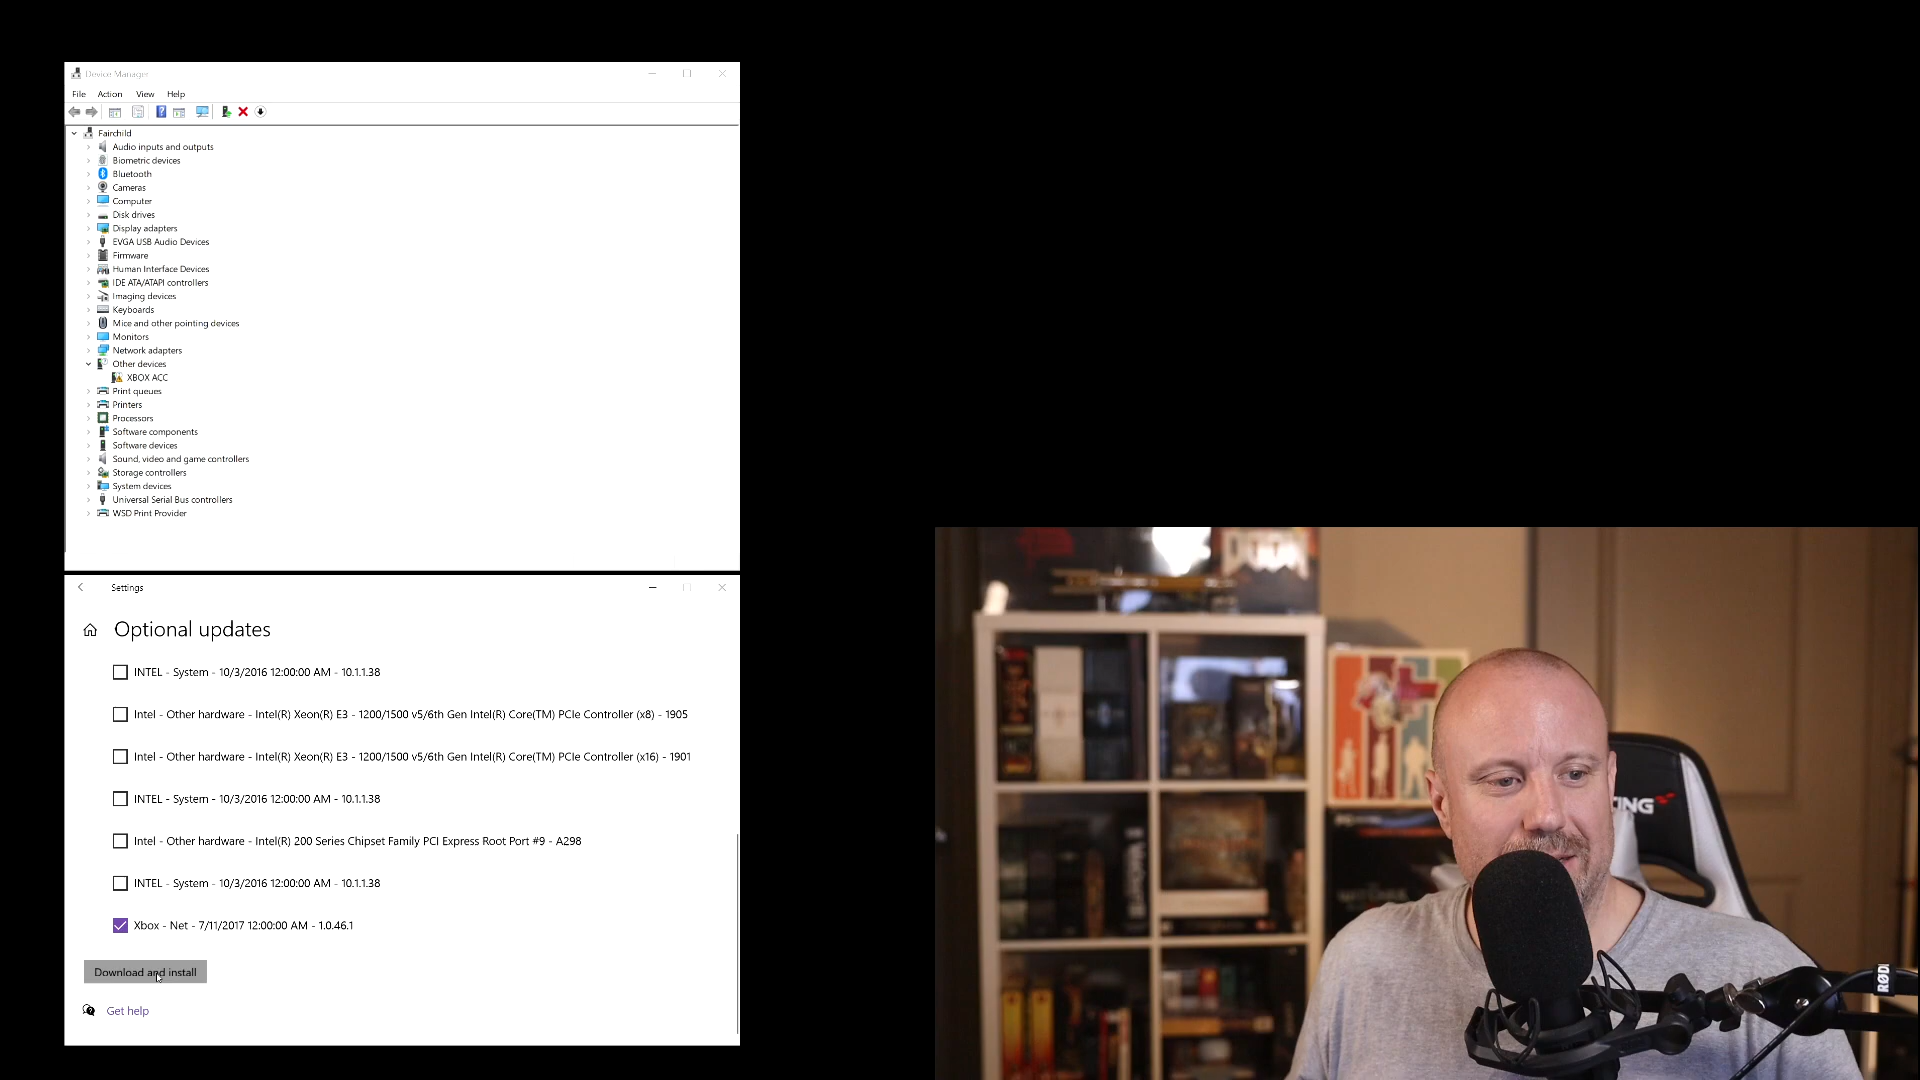 Device Manager
File Action View Help
Fairchild
Audio inputs and outputs
Biometric devices
Bluetooth
Cameras
Computer
Disk drives
Display adapters
EVGA USB Audio Devices
Firmware
Human Interface Devices
IDE ATA/ATAPI controllers
Imaging devices
Keyboards
Mice and other pointing devices
Monitors
Network adapters
Other devices
XBOX ACC
Print queues
Printers
Processors
Software components
Software devices
Sound, video and game controllers
Storage controllers
System devices
Universal Serial Bus controllers
WSD Print Provider
Settings
Optional updates
INTEL - System - 10/3/2016 12:00:00 AM - 10.1.1.38
Intel - Other hardware - Intel(R) Xeon(R) E3 - 1200/1500 v5/6th Gen Intel(R) Core(TM) PCIe Controller (x8) - 1905
Intel - Other hardware - Intel(R) Xeon(R) E3 - 1200/1500 v5/6th Gen Intel(R) Core(TM) PCIe Controller (x16) - 1901
INTEL - System - 10/3/2016 12:00:00 AM - 10.1.1.38
Intel - Other hardware - Intel(R) 200 Series Chipset Family PCI Express Root Port #9 - A298
INTEL - System - 10/3/2016 12:00:00 AM - 10.1.1.38
Xbox - Net - 7/11/2017 12:00:00 AM - 1.0.46.1
Download and install
Get help
RØDE